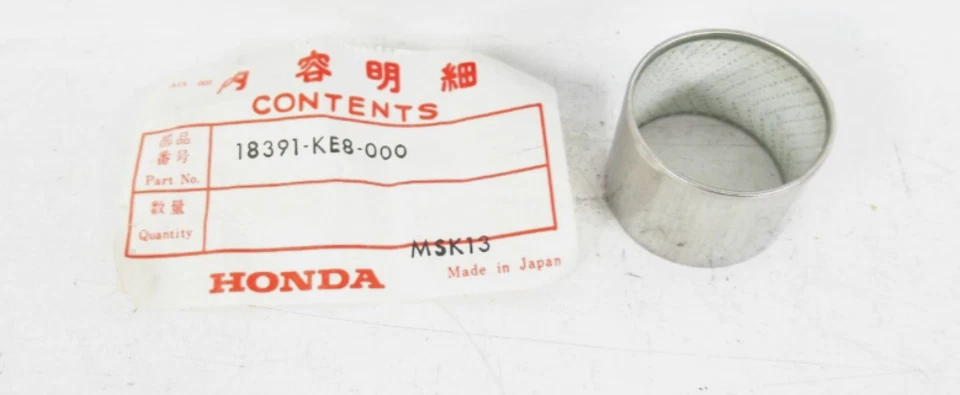 内容明細
CONTENTS
部品
番号
Part No.
18391-KE8-000
数量
Quantity
MSK13
HONDA
Made in Japan